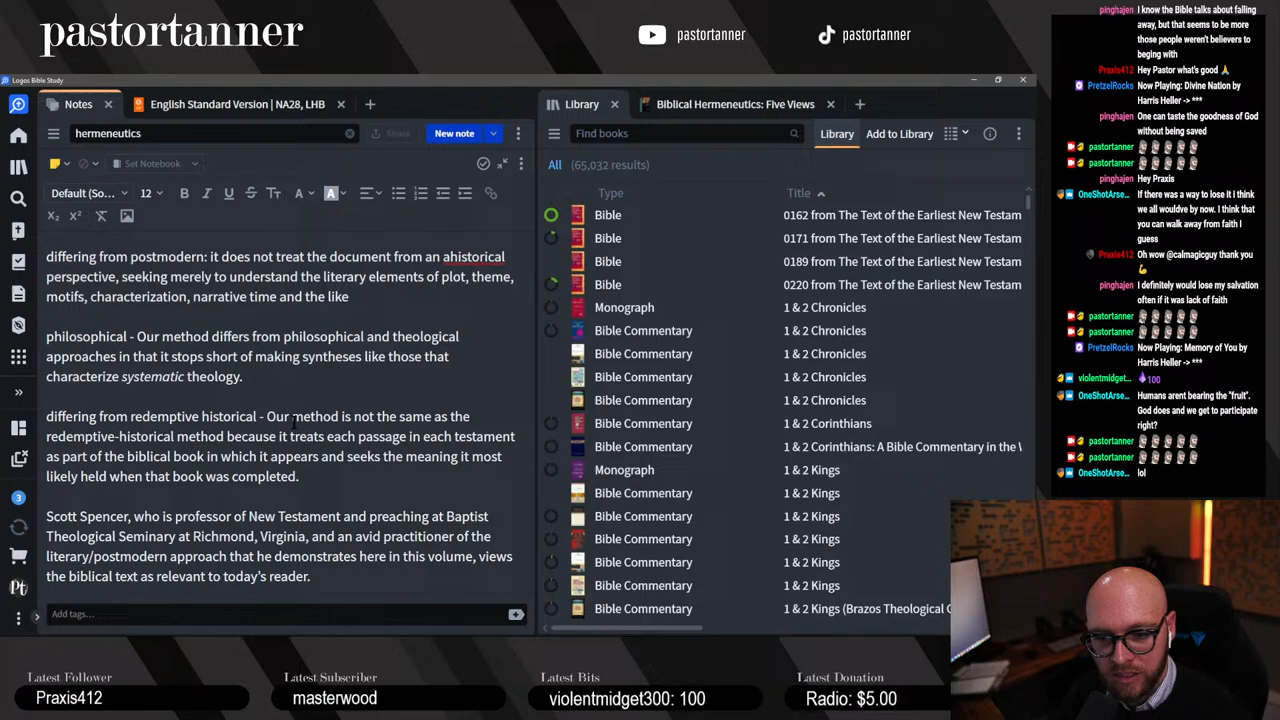 pastortanner
pastortanner
pastortanner
Logos Bible Study
Notes
English Standard Version | NA28, LHB
hermeneutics
Share
New note
Set Notebook
Default (So...
12
differing from postmodern: it does not treat the document from an ahistorical
perspective, seeking merely to understand the literary elements of plot, theme,
motifs, characterization, narrative time and the like
philosophical - Our method differs from philosophical and theological
approaches in that it stops short of making syntheses like those that
characterize systematic theology.
differing from redemptive historical - Our method is not the same as the
redemptive-historical method because it treats each passage in each testament
as part of the biblical book in which it appears and seeks the meaning it most
likely held when that book was completed.
Scott Spencer, who is professor of New Testament and preaching at Baptist
Theological Seminary at Richmond, Virginia, and an avid practitioner of the
literary/postmodern approach that he demonstrates here in this volume, views
the biblical text as relevant to today's reader.
Add tags...
3
Pt
Library
Biblical Hermeneutics: Five Views
Find books
Library
Add to Library
All (65,032 results)
Type Title
Bible 0162 from The Text of the Earliest New Testam
Bible 0171 from The Text of the Earliest New Testam
Bible 0189 from The Text of the Earliest New Testam
Bible 0220 from The Text of the Earliest New Testam
Monograph 1 & 2 Chronicles
Bible Commentary 1 & 2 Chronicles
Bible Commentary 1 & 2 Chronicles
Bible Commentary 1 & 2 Chronicles
Bible Commentary 1 & 2 Chronicles
Bible Commentary 1 & 2 Corinthians
Bible Commentary 1 & 2 Corinthians: A Bible Commentary in the
Monograph 1 & 2 Kings
Bible Commentary 1 & 2 Kings
Bible Commentary 1 & 2 Kings
Bible Commentary 1 & 2 Kings
Bible Commentary 1 & 2 Kings
Bible Commentary 1 & 2 Kings
Bible Commentary 1 & 2 Kings (Brazos Theological
pinghajen I know the Bible talks about falling
away, but that seems to be more
those people weren't believers to
beging with
Praxis412 Hey Pastor what's good 🙏
PretzelRocks Now Playing: Divine Nation by
Harris Heller -> ***
pinghajen One can taste the goodness of God
without being saved
pastortanner
pastortanner
pinghajen Hey Praxis
OneShotArse... If there was a way to lose it i think
we all wouldve by now. I think that
you can walk away from faith I
guess
Praxis412 Oh wow @calmagicguy thank you
💪
pinghajen I definitely would lose my salvation
often if it was lack of faith
pastortanner
pastortanner
PretzelRocks Now Playing: Memory of You by
Harris Heller -> ***
violentmidget... 100
OneShotArse... Humans arent bearing the "fruit".
God does and we get to participate
right?
pastortanner
pastortanner
OneShotArse... lol
Latest Follower
Praxis412
Latest Subscriber
masterwood
Latest Bits
violentmidget300: 100
Latest Donation
Radio: $5.00